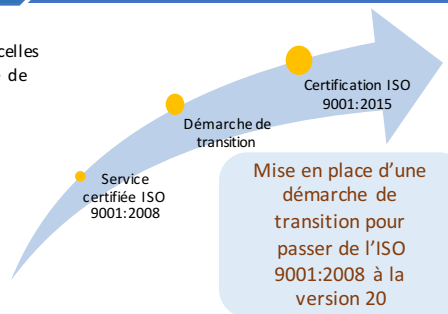 celles
de
Certification ISO
9001:2015
Démarche de
transition
Service
certifiée ISO
9001:2008
Mise en place d'une
démarche de
transition pour
passer de l'ISO
9001:2008 à la
version 20